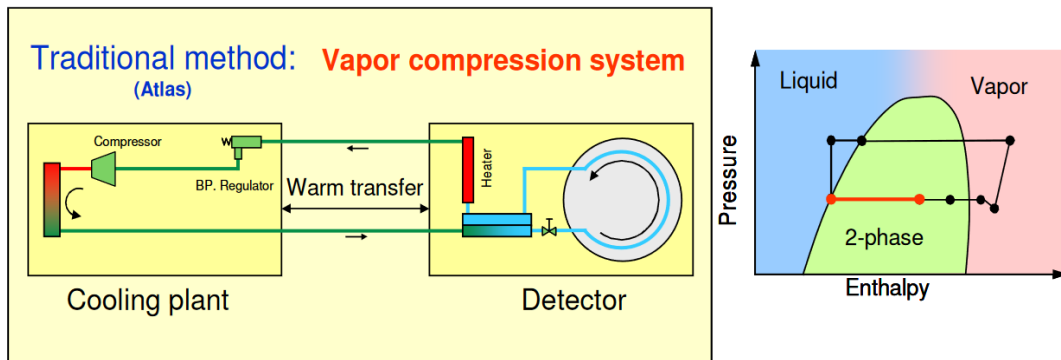 Traditional method: Vapor compression system
(Atlas)
Compressor
BP. Regulator
Warm transfer
Heater
Cooling plant
Detector
Liquid
Vapor
Pressure
2-phase
Enthalpy